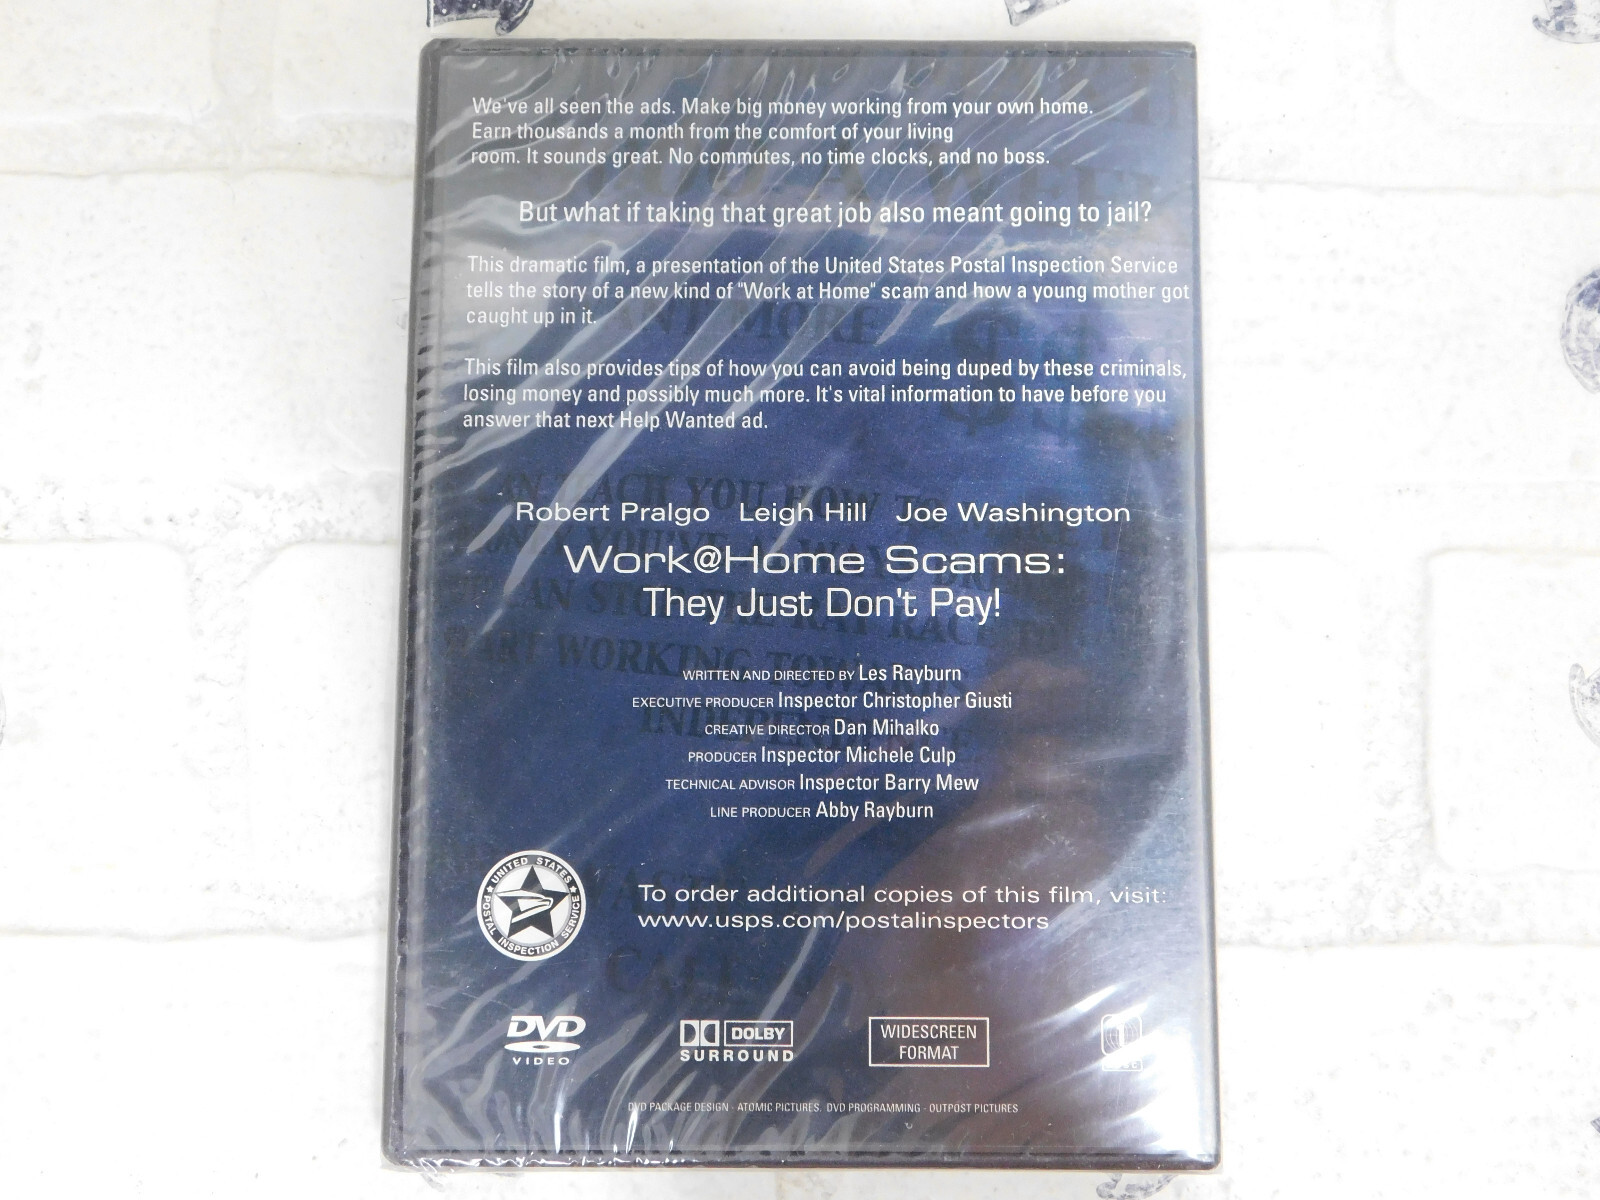 We've all seen the ads. Make big money working from your own home.
Earn thousands a month from the comfort of your living
room. It sounds great. No commutes, no time clocks, and no boss.
But what if taking that great job also meant going to jail?
This dramatic film, a presentation of the United States Postal Inspection Service
tells the story of a new kind of "Work at Home" scam and how a young mother got
caught up in it.
This film also provides tips of how you can avoid being duped by these criminals,
losing money and possibly much more. It's vital information to have before you
answer that next Help Wanted ad.
Robert Pralgo Leigh Hill Joe Washington
Work@Home Scams:
They Just Don't Pay!
WRITTEN AND DIRECTED BY Les Rayburn
EXECUTIVE PRODUCER Inspector Christopher Giusti
CREATIVE DIRECTOR Dan Mihalko
PRODUCER Inspector Michele Culp
TECHNICAL ADVISOR Inspector Barry Mew
LINE PRODUCER Abby Rayburn
UNITED STATES
POSTAL INSPECTION SERVICE
To order additional copies of this film, visit:
www.usps.com/postalinspectors
DVD
VIDEO
DOLBY
SURROUND
WIDESCREEN
FORMAT
DVD PACKAGE DESIGN - ATOMIC PICTURES. DVD PROGRAMMING - OUTPOST PICTURES